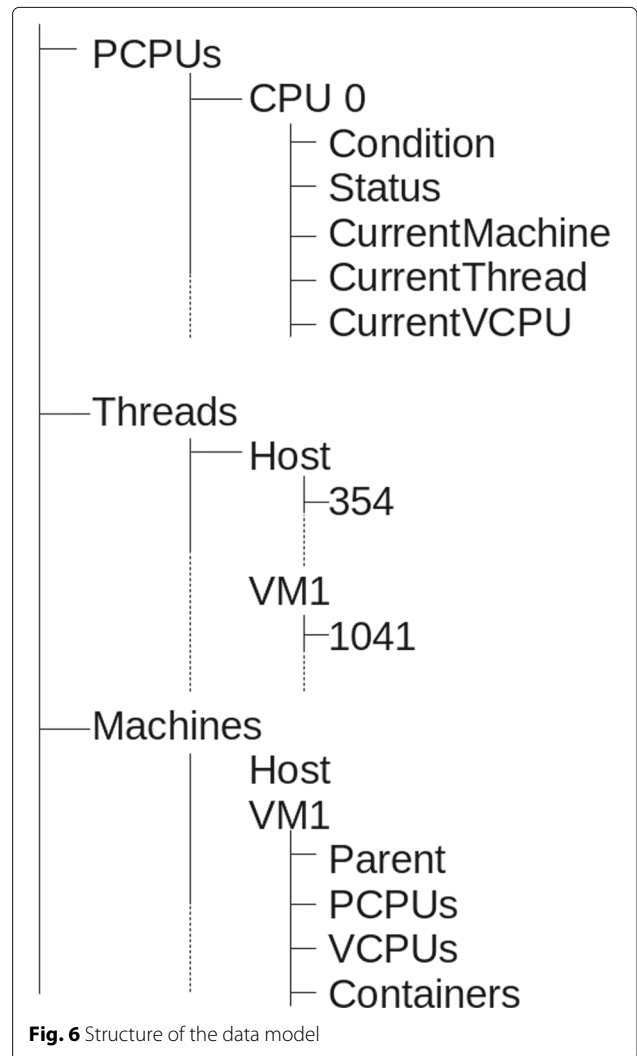 PCPUs
CPU 0
Condition
Status
CurrentMachine
CurrentThread
CurrentVCPU
Threads
Host
354
VM1
1041
Machines
Host
VM1
Parent
PCPUs
VCPUs
Containers
Fig. 6 Structure of the data model